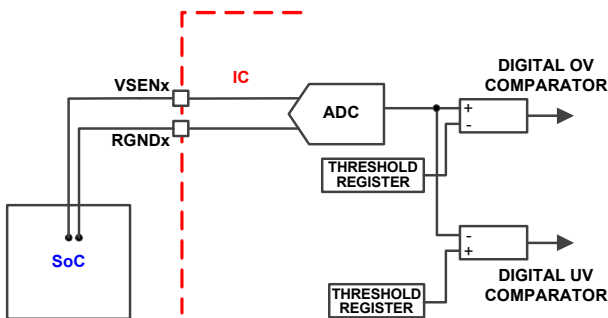 DIGITAL OV
COMPARATOR
VSENx
IC
ADC
+
-
RGNDx
THRESHOLD
REGISTER
SoC
-
+
DIGITAL UV
COMPARATOR
THRESHOLD
REGISTER